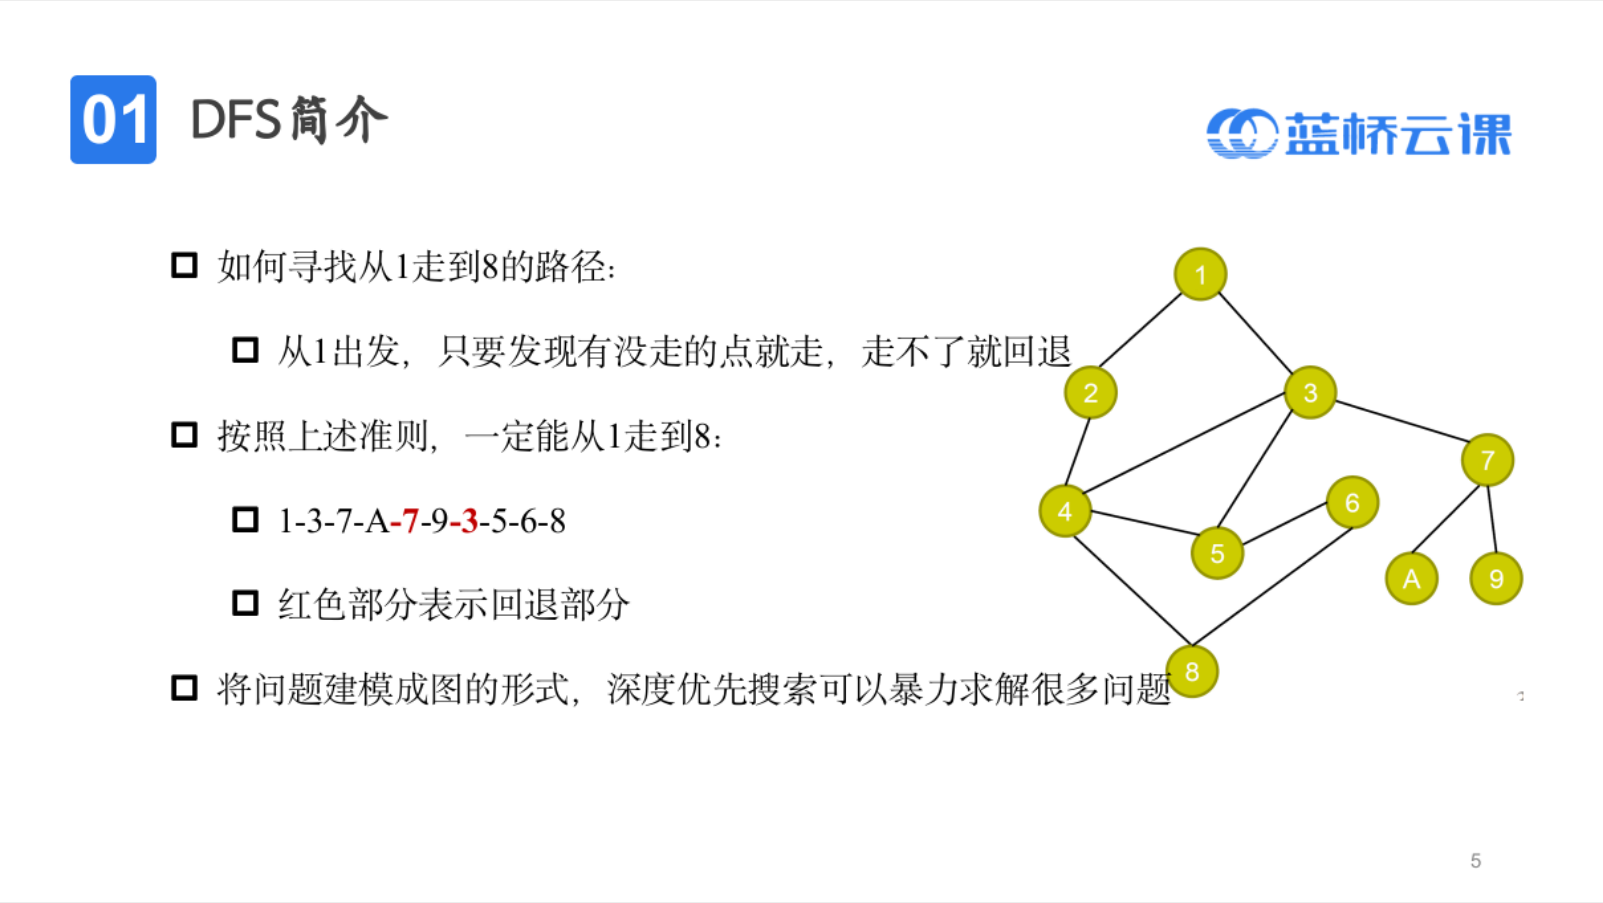 01 DFS简介
蓝桥云课
如何寻找从1走到8的路径：
从1出发，只要发现有没走的点就走，走不了就回退
按照上述准则，一定能从1走到8：
1-3-7-A-7-9-3-5-6-8
红色部分表示回退部分
将问题建模成图的形式，深度优先搜索可以暴力求解很多问题
1
2
3
7
4
6
5
A
9
8
5